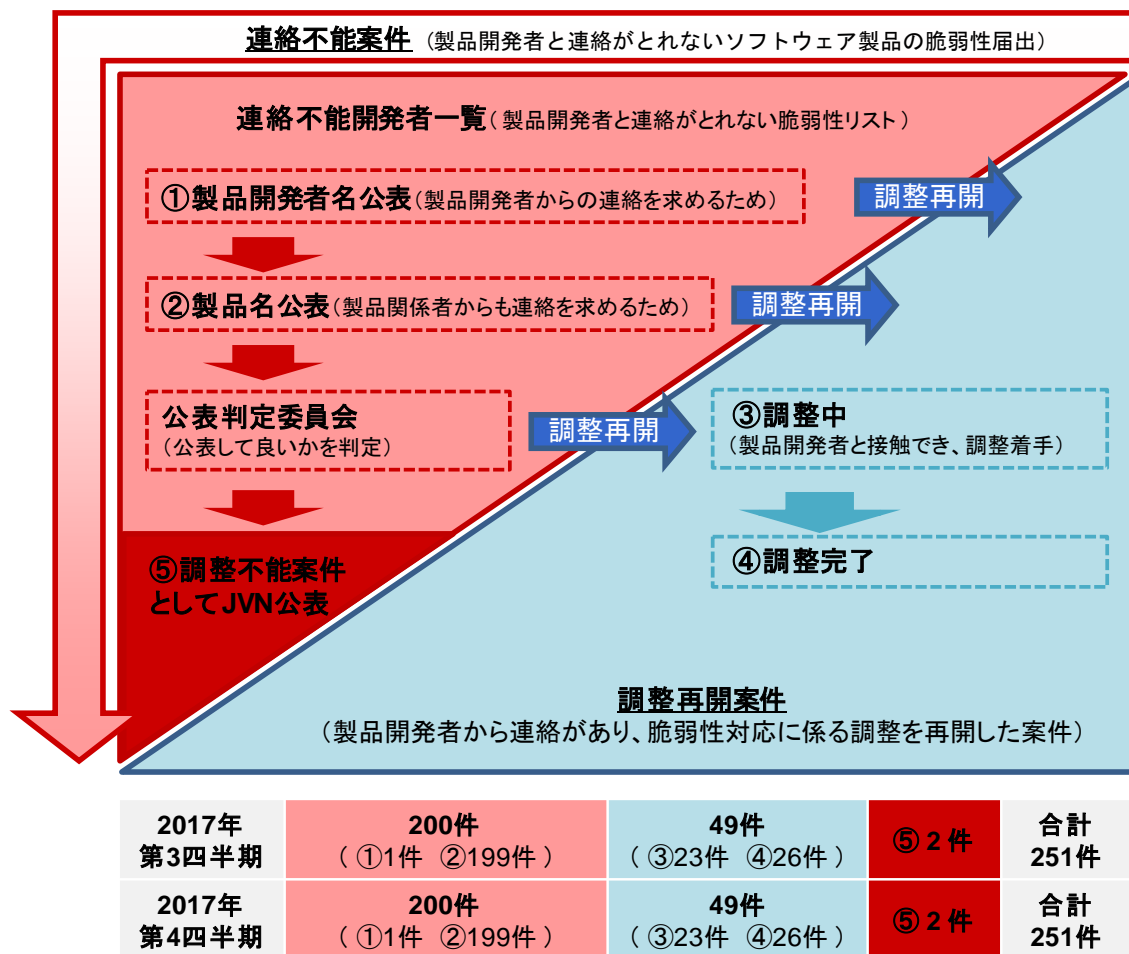 連絡不能案件（製品開発者と連絡がとれないソフトウェア製品の脆弱性届出）
連絡不能開発者一覧（製品開発者と連絡がとれない脆弱性リスト）
①製品開発者名公表（製品開発者からの連絡を求めるため）
調整再開
②製品名公表（製品関係者からも連絡を求めるため）
調整再開
公表判定委員会
（公表して良いかを判定）
調整再開
③調整中
（製品開発者と接触でき、調整着手）
④調整完了
⑤調整不能案件
としてJVN公表
調整再開案件
（製品開発者から連絡があり、脆弱性対応に係る調整を再開した案件）
2017年
第3四半期
200件
（ ①1件 ②199件 ）
49件
（ ③23件 ④26件 ）
⑤ 2 件
合計
251件
2017年
第4四半期
200件
（ ①1件 ②199件 ）
49件
（ ③23件 ④26件 ）
⑤ 2 件
合計
251件